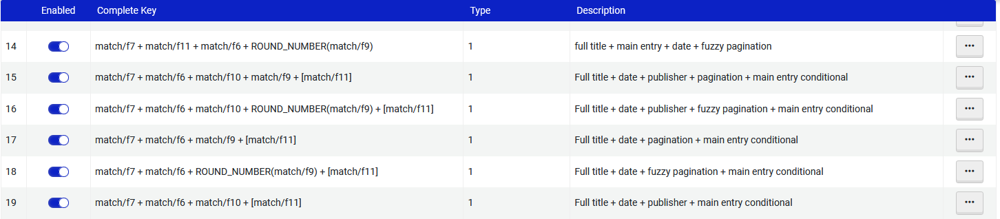 Enabled Complete Key Type Description
14 match/f7 + match/f11 + match/f6 + ROUND_NUMBER(match/f9) 1 full title + main entry + date + fuzzy pagination
15 match/f7 + match/f6 + match/f10 + match/f9 + [match/f11] 1 Full title + date + publisher + pagination + main entry conditional
16 match/f7 + match/f6 + match/f10 + ROUND_NUMBER(match/f9) + [match/f11] 1 Full title + date + publisher + fuzzy pagination + main entry conditional
17 match/f7 + match/f6 + match/f9 + [match/f11] 1 Full title + date + pagination + main entry conditional
18 match/f7 + match/f6 + ROUND_NUMBER(match/f9) + [match/f11] 1 Full title + date + fuzzy pagination + main entry conditional
19 match/f7 + match/f6 + match/f10 + [match/f11] 1 Full title + date + publisher + main entry conditional